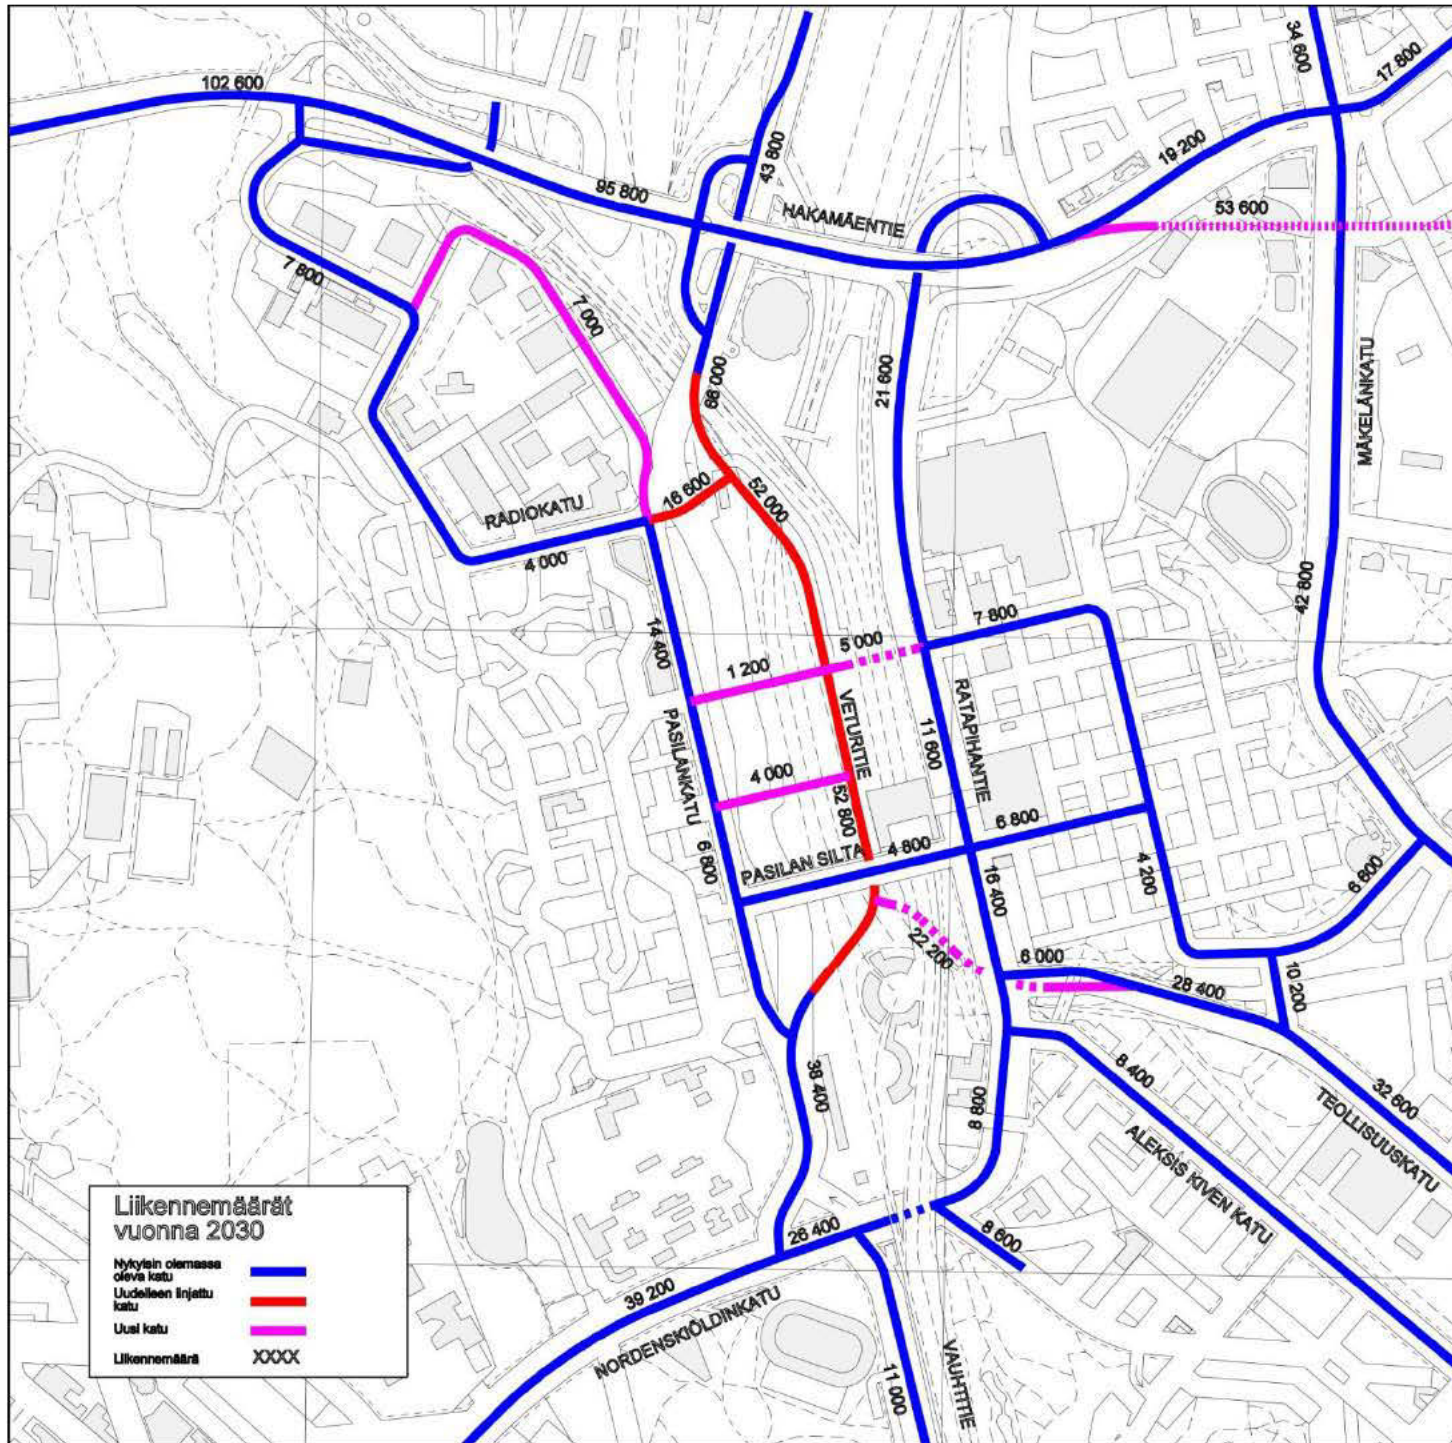 102 600
34 600
17 800
43 800
19 200
95 800
HAKAMÄENTIE
53 600
7 800
7 000
66 000
21 600
MÄKELÄNKATU
16 600
52 000
RADIOKATU
4 000
42 800
14 400
5 000
7 800
1 200
VETURITIE
RATAPIHANTIE
PASILANKATU
11 600
4 000
52 800
6 800
6 800
PASILAN SILTA
4 800
4 200
6 600
16 400
22 200
6 000
28 400
10 200
38 400
8 800
8 400
32 600
TEOLLISUUSKATU
ALEKSIS KIVEN KATU
26 400
8 600
39 200
NORDENSKIÖLDINKATU
11 000
VAUHTITIE
Liikennemäärät
vuonna 2030
Nykyisin olemassa
oleva katu
Uudelleen linjattu
katu
Uusi katu
Liikennemäärä
XXXX